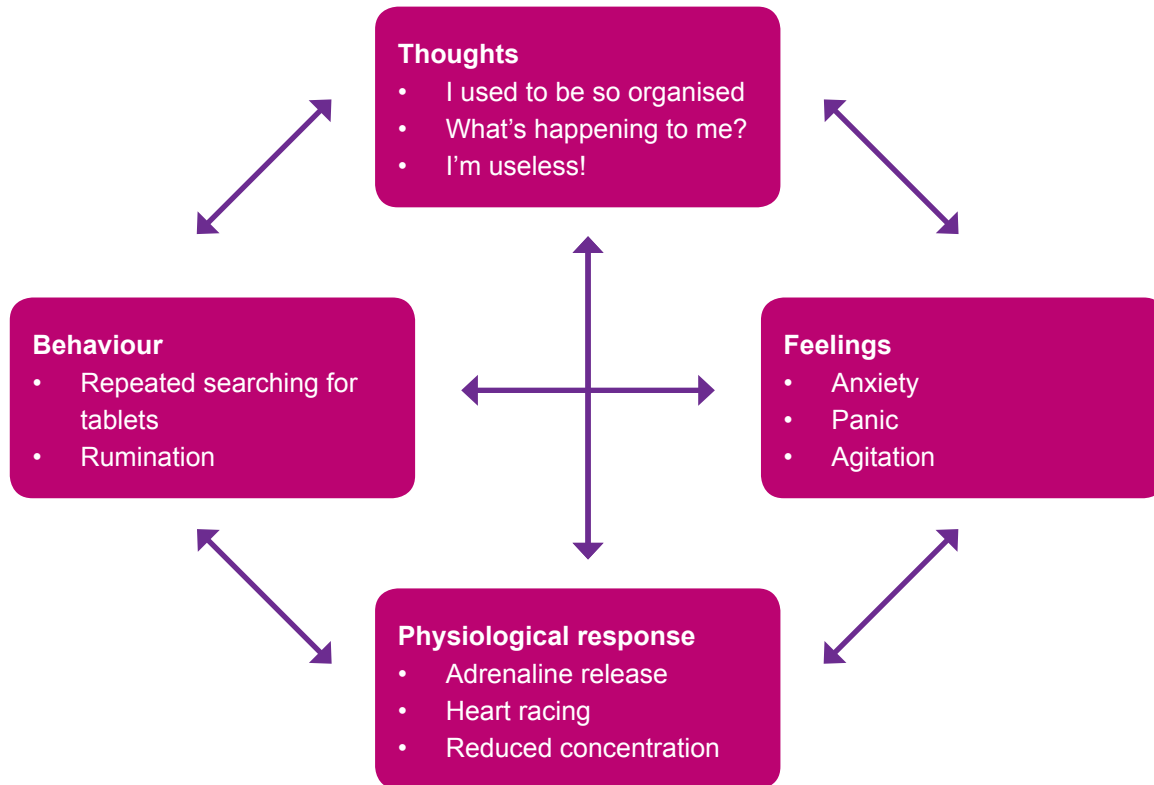 Thoughts
• I used to be so organised
• What's happening to me?
• I'm useless!
Behaviour
• Repeated searching for
tablets
• Rumination
Feelings
• Anxiety
• Panic
• Agitation
Physiological response
• Adrenaline release
• Heart racing
• Reduced concentration